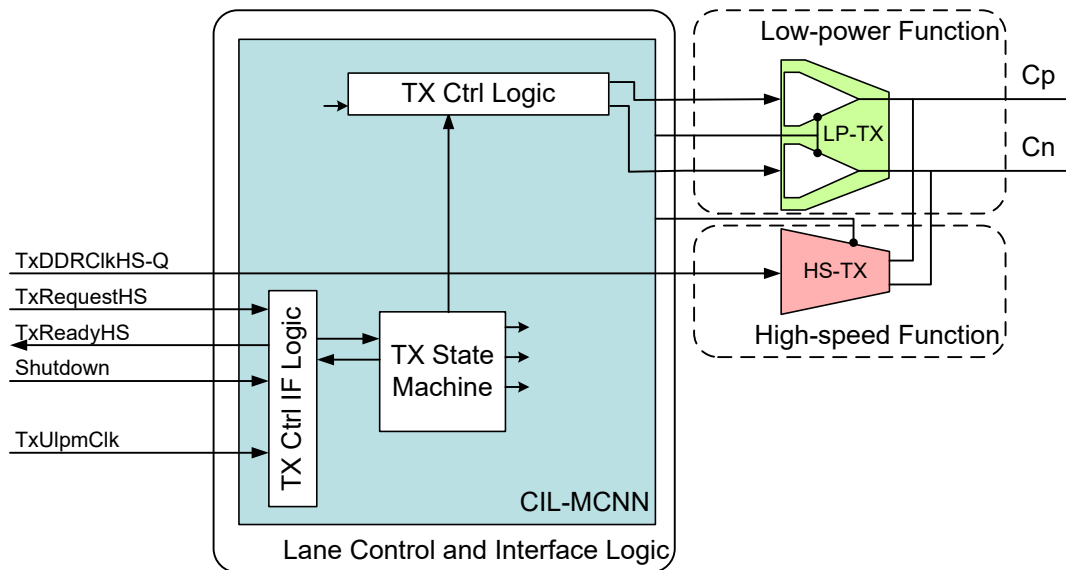 Low-power Function
Cp
TX Ctrl Logic
LP-TX
Cn
TxDDRClkHS-Q
HS-TX
TxRequestHS
TxReadyHS
High-speed Function
Shutdown
TX Ctrl IF Logic
TX State
Machine
TxUlpmClk
CIL-MCNN
Lane Control and Interface Logic